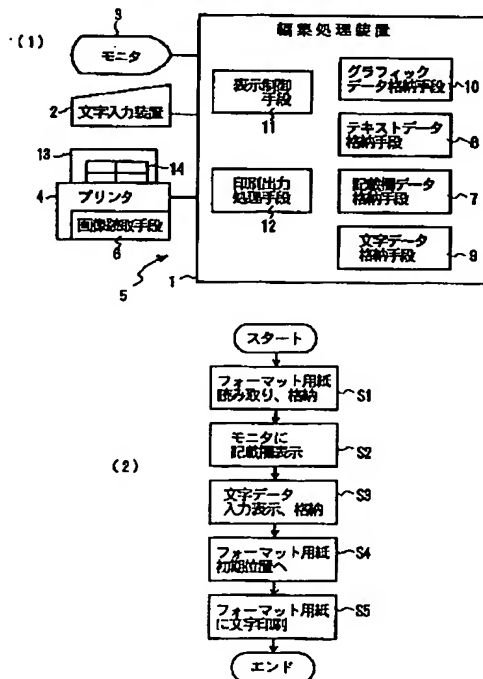 (1)
3
モニタ
2
文字入力装置
13
14
4
プリンタ
画像読取手段
6
5
1
編集処理装置
表示制御
手段
11
印刷出力
処理手段
12
グラフィック
データ格納手段
10
テキストデータ
格納手段
8
記載欄データ
格納手段
7
文字データ
格納手段
9
(2)
スタート
フォーマット用紙
読み取り、格納
S1
モニタに
記載欄表示
S2
文字データ
入力表示、格納
S3
フォーマット用紙
初期位置へ
S4
フォーマット用紙
に文字印刷
S5
エンド